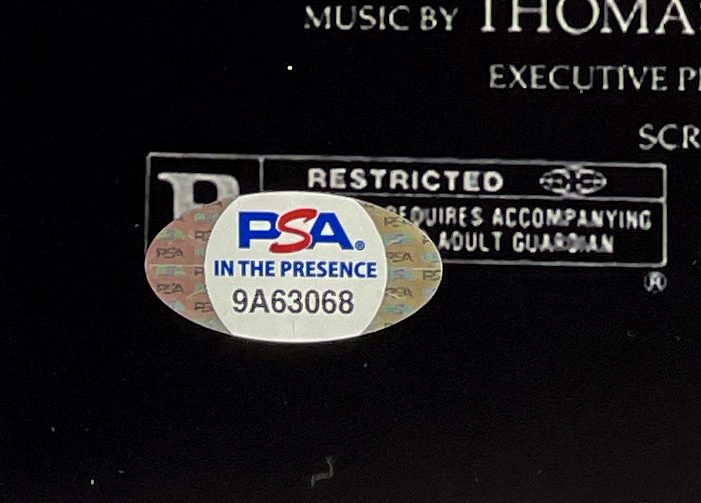 MUSIC BY THOMAS
EXECUTIVE P
SCR
R
RESTRICTED
REQUIRES ACCOMPANYING
ADULT GUARDIAN
PSA®
IN THE PRESENCE
9A63068